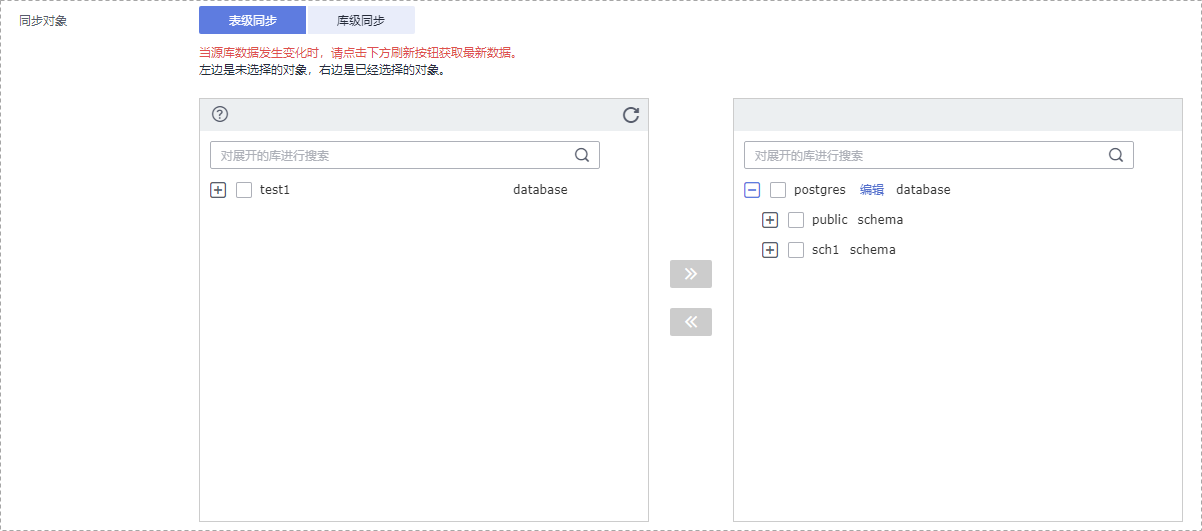 同步对象
表级同步 库级同步
当源库数据发生变化时，请点击下方刷新按钮获取最新数据。
左边是未选择的对象，右边是已经选择的对象。
对展开的库进行搜索
test1 database
对展开的库进行搜索
postgres 编辑 database
public schema
sch1 schema